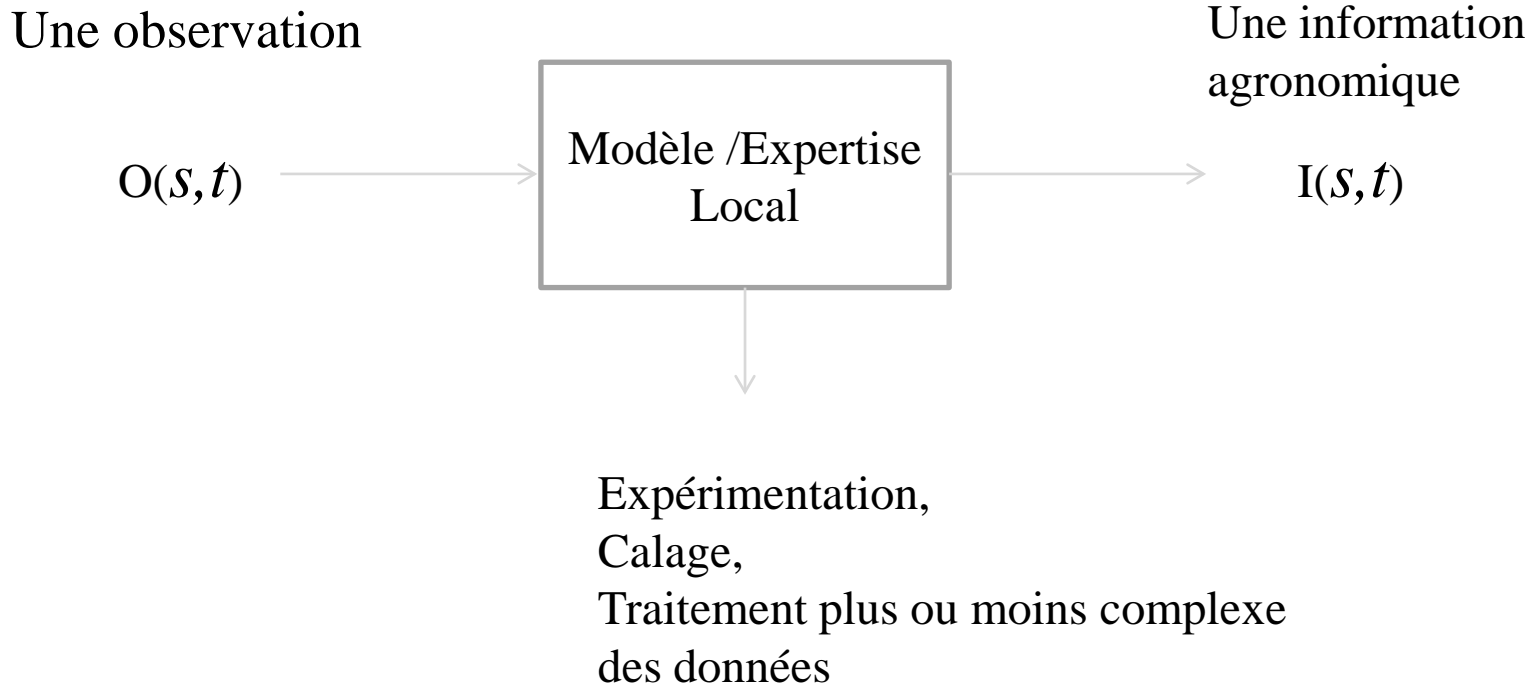 Une observation
Une information
agronomique
O(s,t)
Modèle /Expertise
Local
I(s,t)
Expérimentation,
Calage,
Traitement plus ou moins complexe
des données